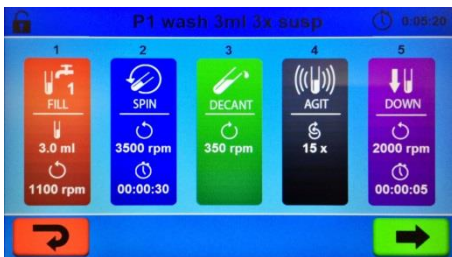 P1 wash 3ml 3x susp
0:05:20
1
2
3
4
5
1
FILL
SPIN
DECANT
AGIT
DOWN
3.0 ml
3500 rpm
350 rpm
15 x
2000 rpm
1100 rpm
00:00:30
00:00:05